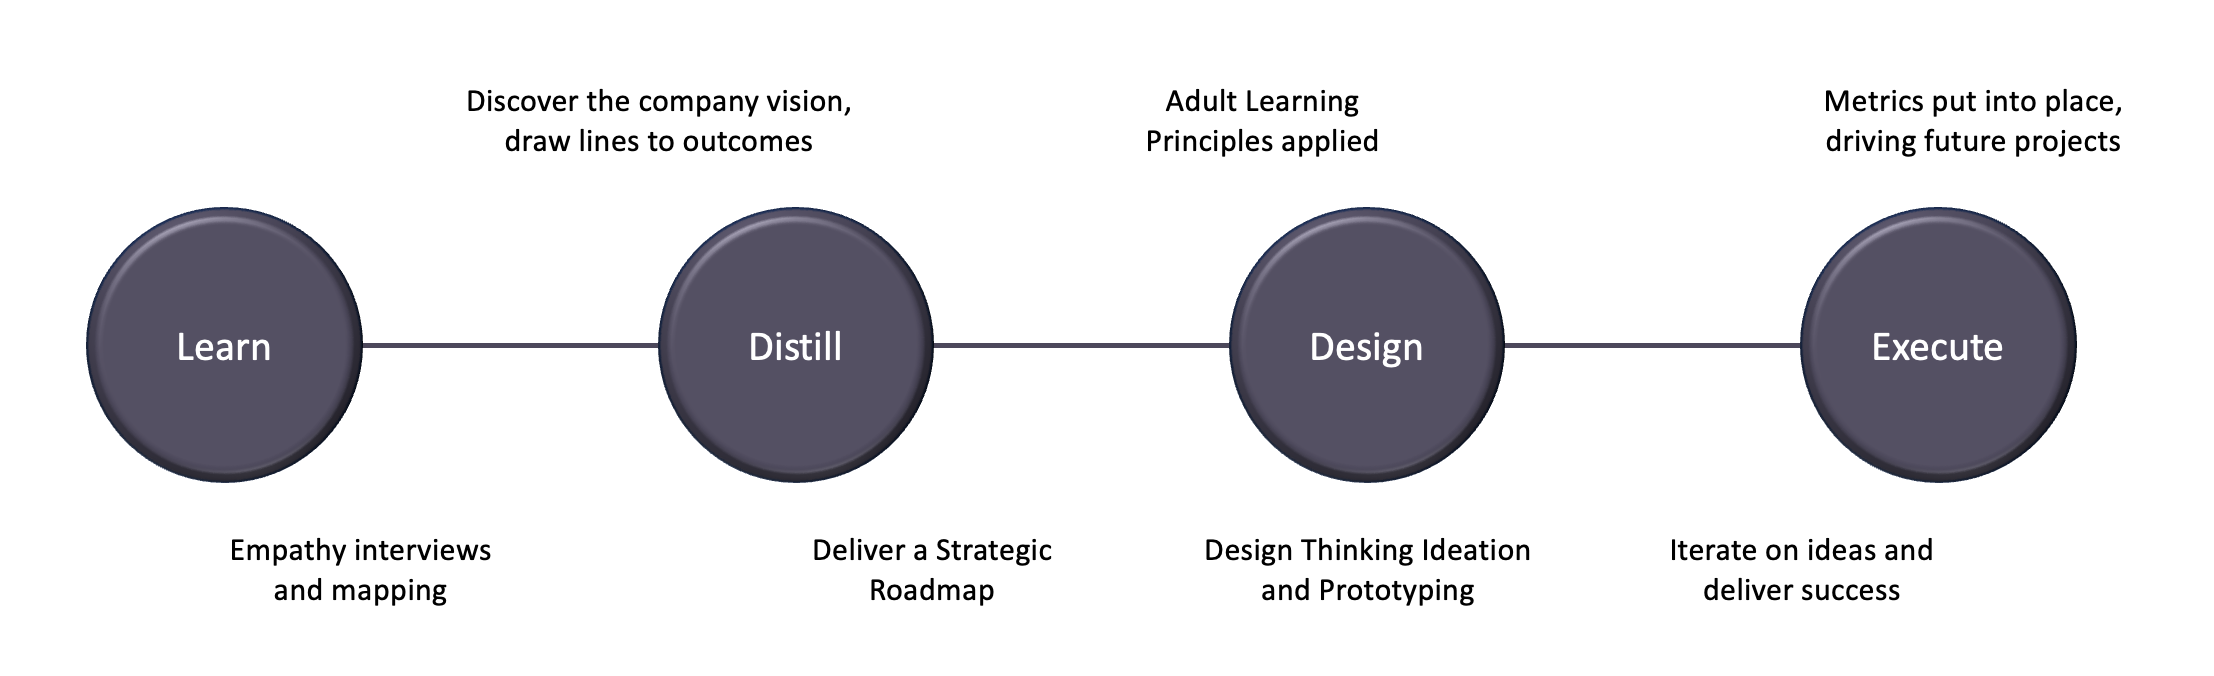 Discover the company vision,
draw lines to outcomes
Adult Learning
Principles applied
Metrics put into place,
driving future projects
Learn
Distill
Design
Execute
Empathy interviews
and mapping
Deliver a Strategic
Roadmap
Design Thinking Ideation
and Prototyping
Iterate on ideas and
deliver success